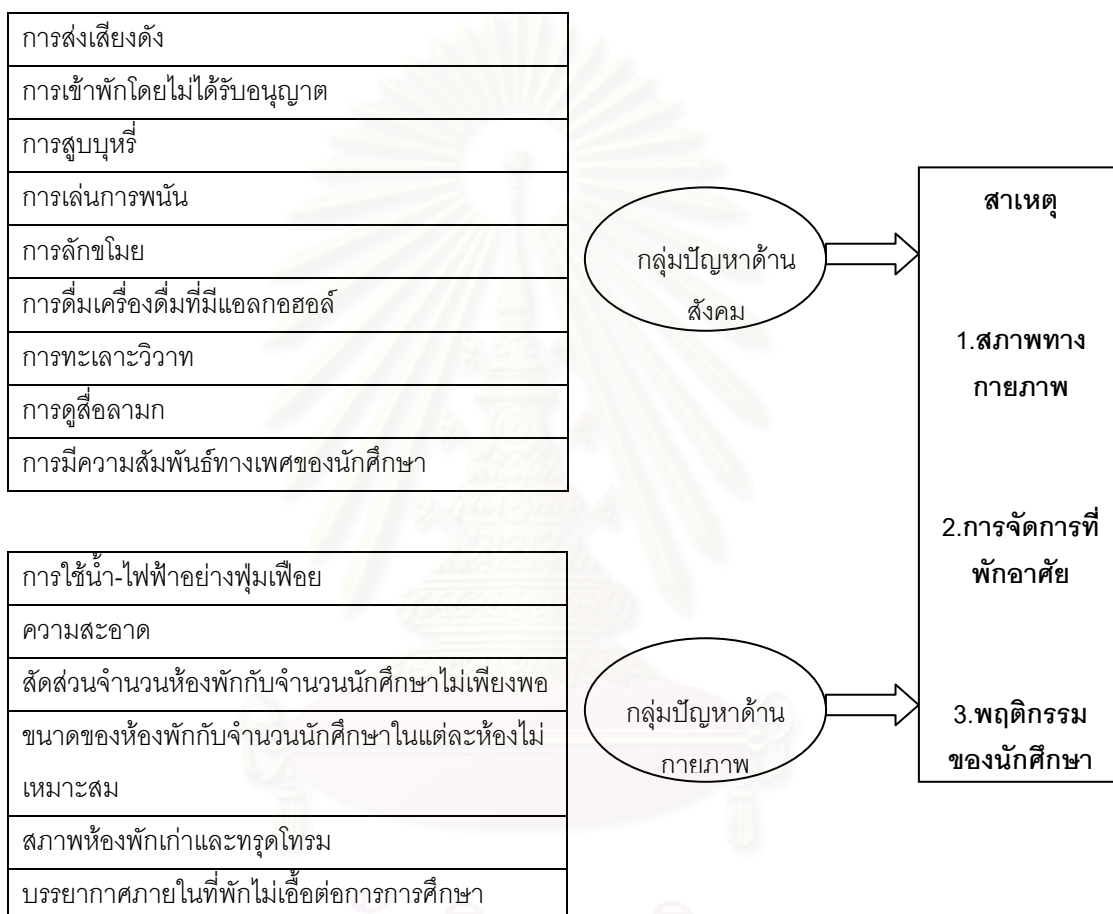 การส่งเสียงดัง
การเข้าพักโดยไม่ได้รับอนุญาต
การสูบบุหรี่
การเล่นการพนัน
การลักขโมย
การดื่มเครื่องดื่มที่มีแอลกอฮอล์
การทะเลาะวิวาท
การดูสื่อลามก
การมีความสัมพันธ์ทางเพศของนักศึกษา
กลุ่มปัญหาด้าน
สังคม
การใช้น้ำ-ไฟฟ้าอย่างฟุ่มเฟือย
ความสะอาด
สัดส่วนจำนวนห้องพักกับจำนวนนักศึกษาไม่เพียงพอ
ขนาดของห้องพักกับจำนวนนักศึกษาในแต่ละห้องไม่
เหมาะสม
สภาพห้องพักเก่าและทรุดโทรม
บรรยากาศภายในที่พักไม่เอื้อต่อการการศึกษา
กลุ่มปัญหาด้าน
กายภาพ
สาเหตุ
1.สภาพทาง
กายภาพ
2.การจัดการที่
พักอาศัย
3.พฤติกรรม
ของนักศึกษา